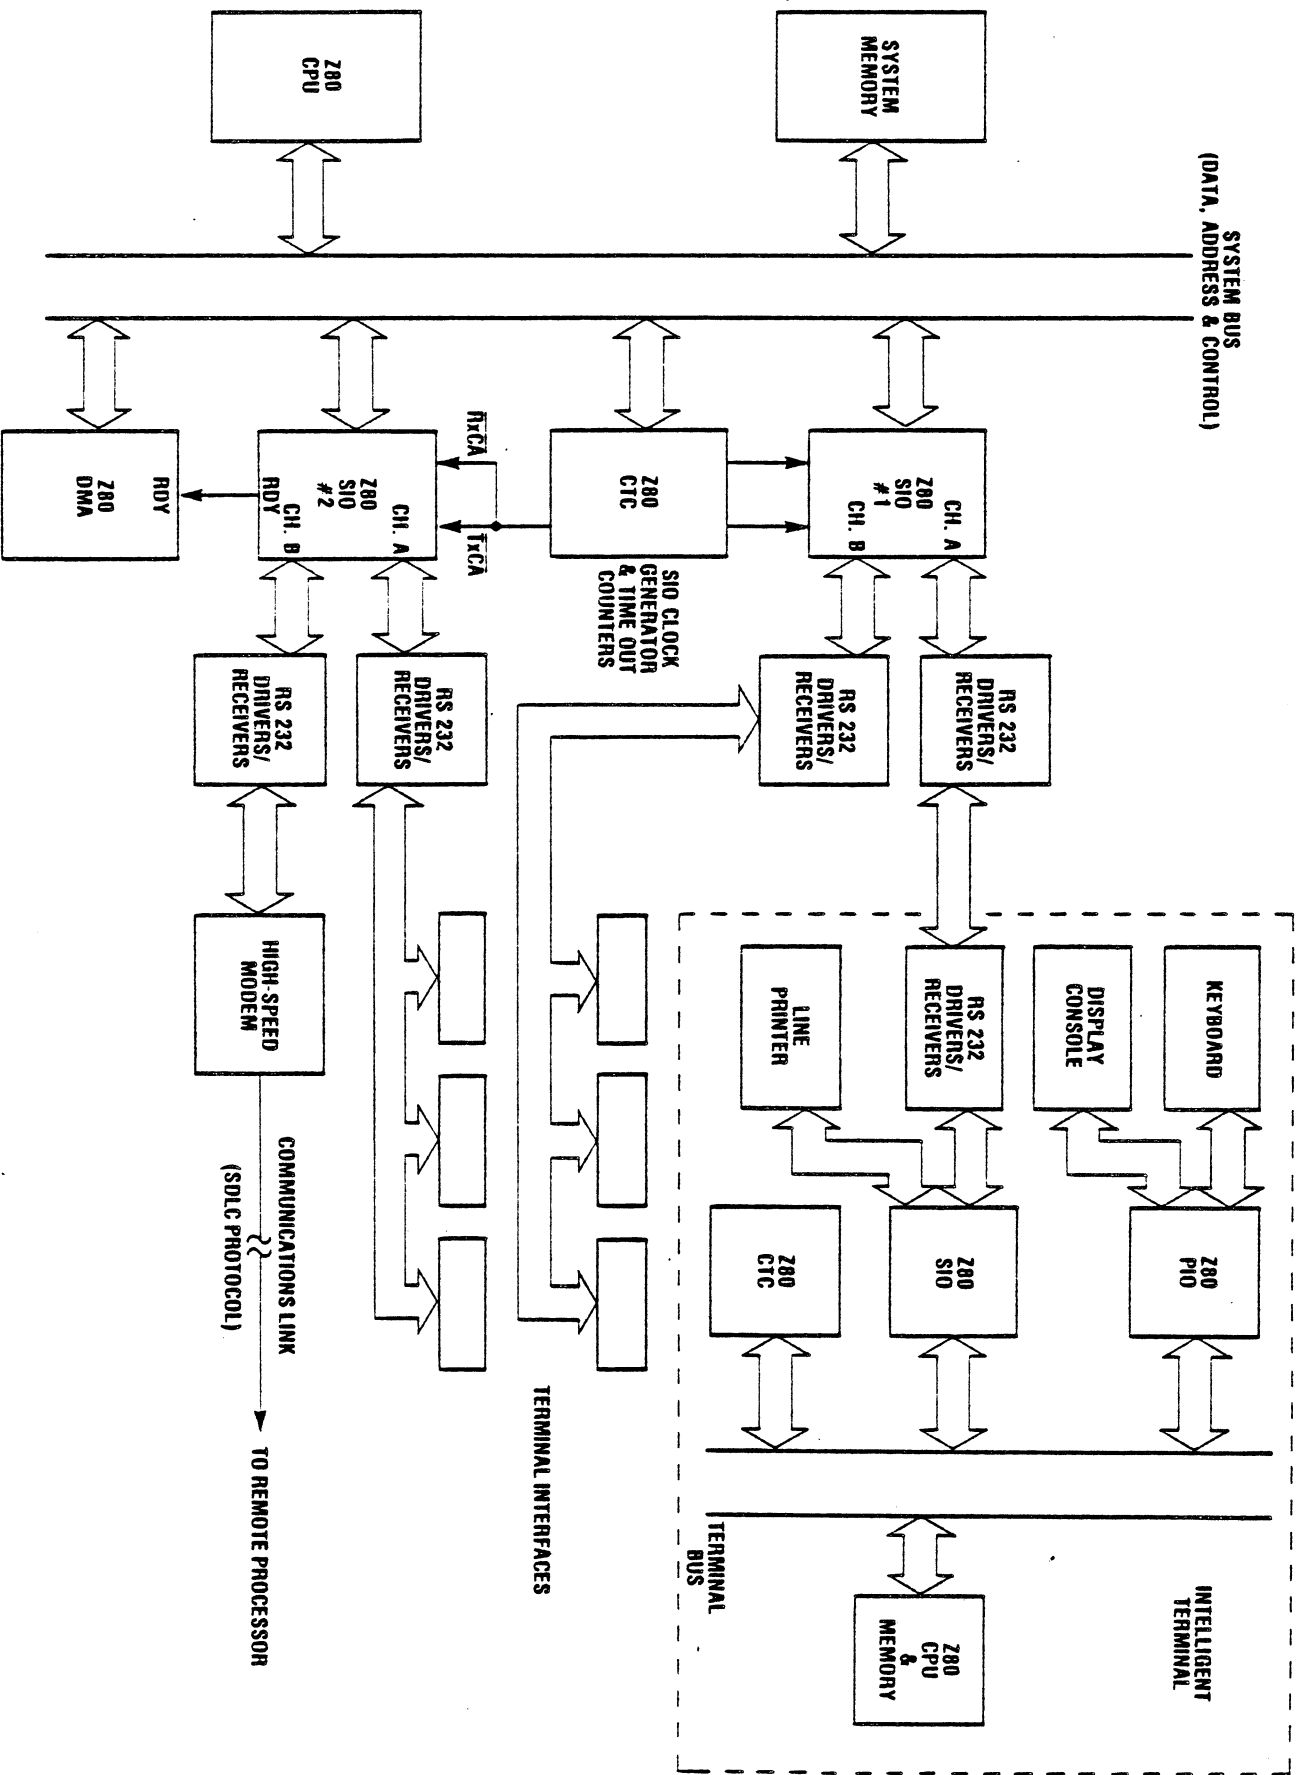 SYSTEM BUS
(DATA, ADDRESS & CONTROL)
SYSTEM
MEMORY
Z80
CPU
CH. A
Z80
SIO
#1
CH. B
Z80
CTC
SIO CLOCK
GENERATOR
& TIME OUT
COUNTERS
RxCA
TxCA
CH. A
Z80
SIO
#2
CH. B
RDY
RDY
Z80
DMA
RS 232
DRIVERS/
RECEIVERS
RS 232
DRIVERS/
RECEIVERS
RS 232
DRIVERS/
RECEIVERS
RS 232
DRIVERS/
RECEIVERS
HIGH-SPEED
MODEM
COMMUNICATIONS LINK
(SDLC PROTOCOL)
TO REMOTE PROCESSOR
TERMINAL INTERFACES
KEYBOARD
DISPLAY
CONSOLE
RS 232
DRIVERS/
RECEIVERS
LINE
PRINTER
Z80
PIO
Z80
SIO
Z80
CTC
TERMINAL
BUS
INTELLIGENT
TERMINAL
Z80
CPU
&
MEMORY